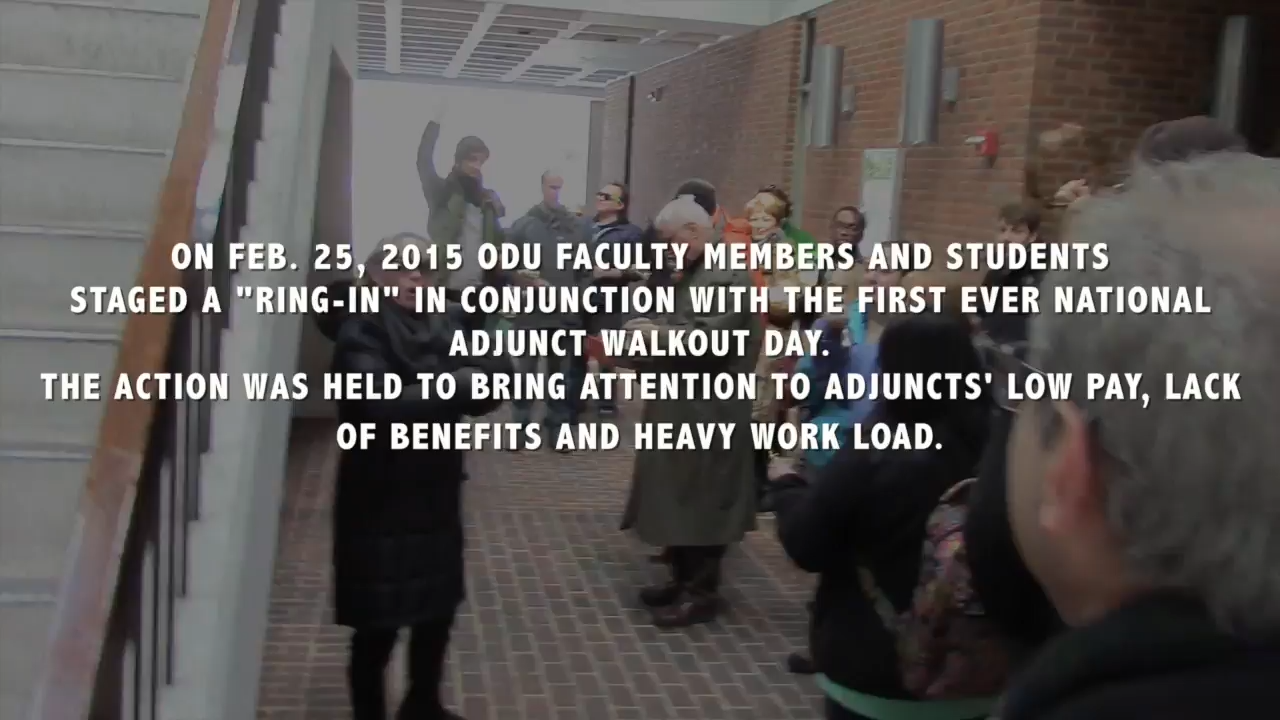 ON FEB. 25, 2015 ODU FACULTY MEMBERS AND STUDENTS
STAGED A "RING-IN" IN CONJUNCTION WITH THE FIRST EVER NATIONAL
ADJUNCT WALKOUT DAY.
THE ACTION WAS HELD TO BRING ATTENTION TO ADJUNCTS' LOW PAY, LACK
OF BENEFITS AND HEAVY WORK LOAD.